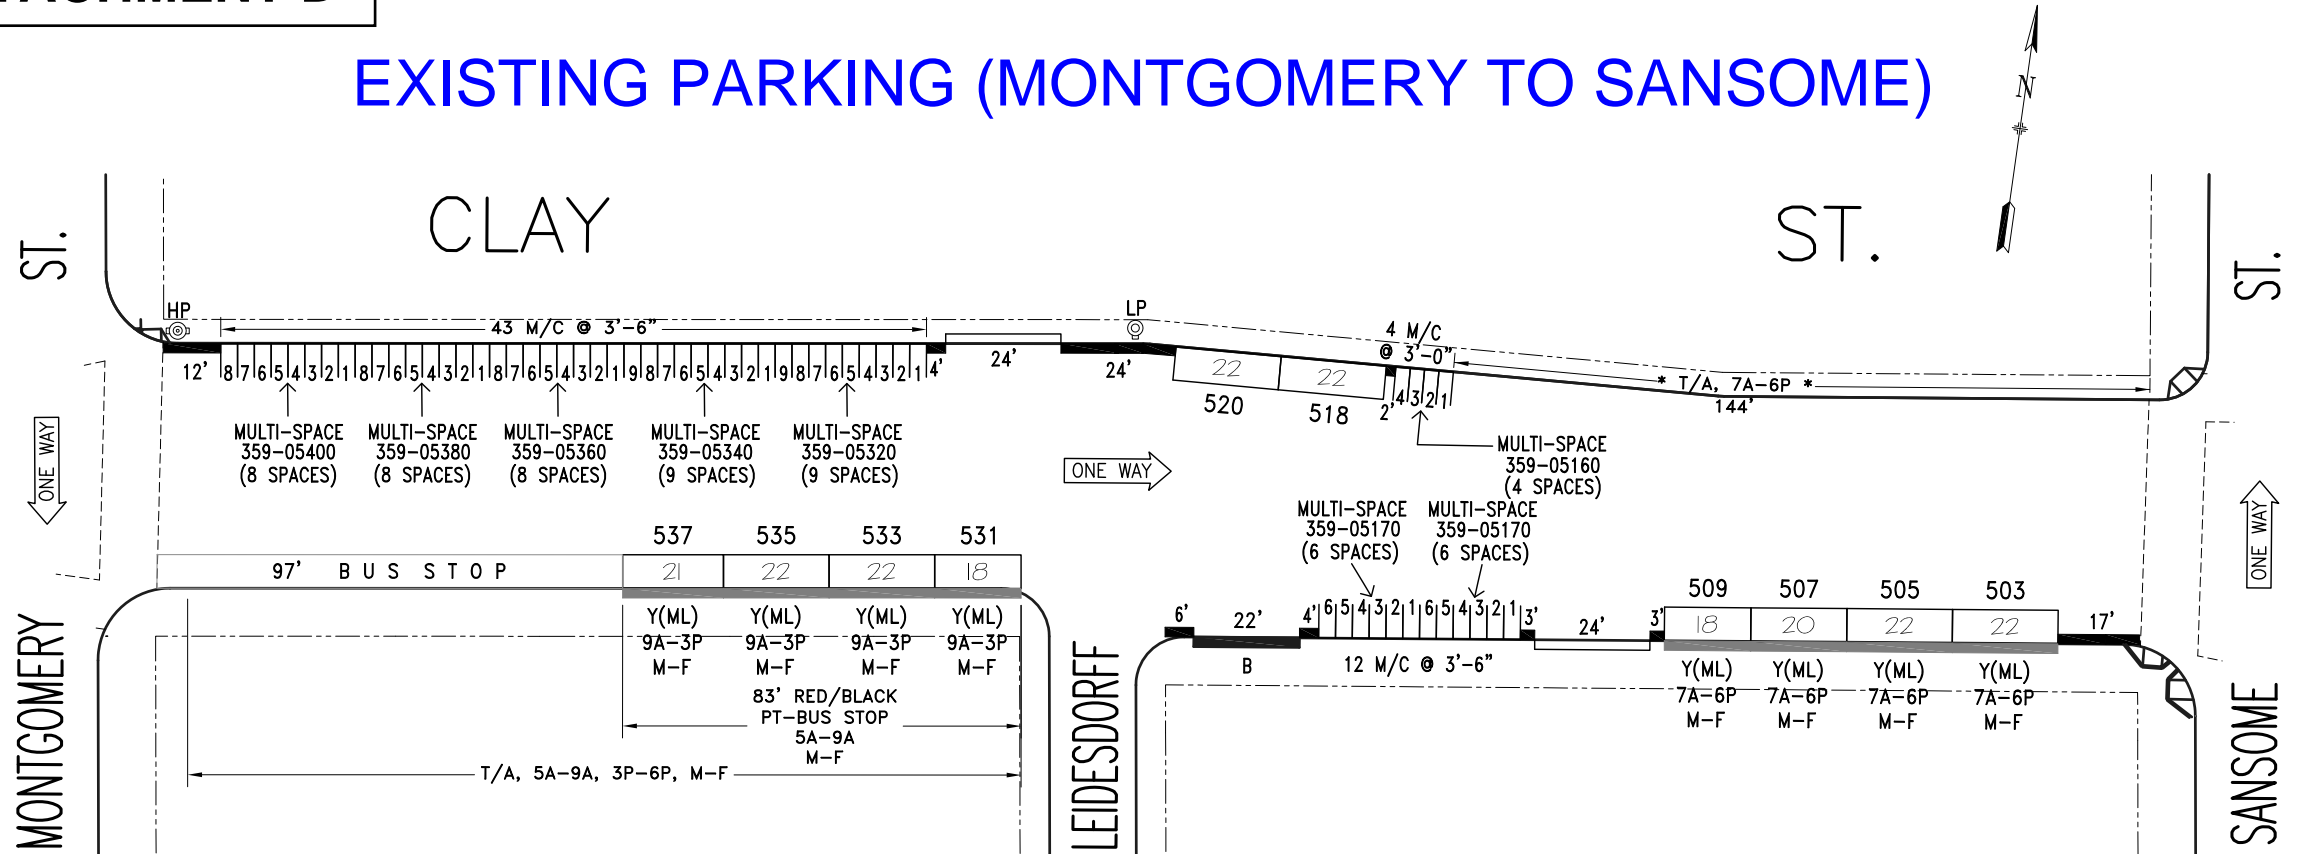 EXISTING PARKING (MONTGOMERY TO SANSOME)
N
CLAY
ST.
ST.
ST.
HP
43 M/C @ 3'-6"
LP
4 M/C
@ 3'-0"
* T/A, 7A-6P *
144'
12'
8 7 6 5 4 3 2 1 8 7 6 5 4 3 2 1 8 7 6 5 4 3 2 1 9 8 7 6 5 4 3 2 1 9 8 7 6 5 4 3 2 1
4'
24'
24'
22
22
520
518
2'
4 3 2 1
MULTI-SPACE
359-05400
(8 SPACES)
MULTI-SPACE
359-05380
(8 SPACES)
MULTI-SPACE
359-05360
(8 SPACES)
MULTI-SPACE
359-05340
(9 SPACES)
MULTI-SPACE
359-05320
(9 SPACES)
MULTI-SPACE
359-05160
(4 SPACES)
ONE WAY
ONE WAY
ONE WAY
MULTI-SPACE
359-05170
(6 SPACES)
MULTI-SPACE
359-05170
(6 SPACES)
537
535
533
531
97' BUS STOP
21
22
22
18
Y(ML)
9A-3P
M-F
Y(ML)
9A-3P
M-F
Y(ML)
9A-3P
M-F
Y(ML)
9A-3P
M-F
83' RED/BLACK
PT-BUS STOP
5A-9A
M-F
T/A, 5A-9A, 3P-6P, M-F
6'
22'
B
4'
6 5 4 3 2 1 6 5 4 3 2 1
3'
12 M/C @ 3'-6"
24'
3'
509
507
505
503
18
20
22
22
17'
Y(ML)
7A-6P
M-F
Y(ML)
7A-6P
M-F
Y(ML)
7A-6P
M-F
Y(ML)
7A-6P
M-F
MONTGOMERY
LEIDESDORFF
SANSOME